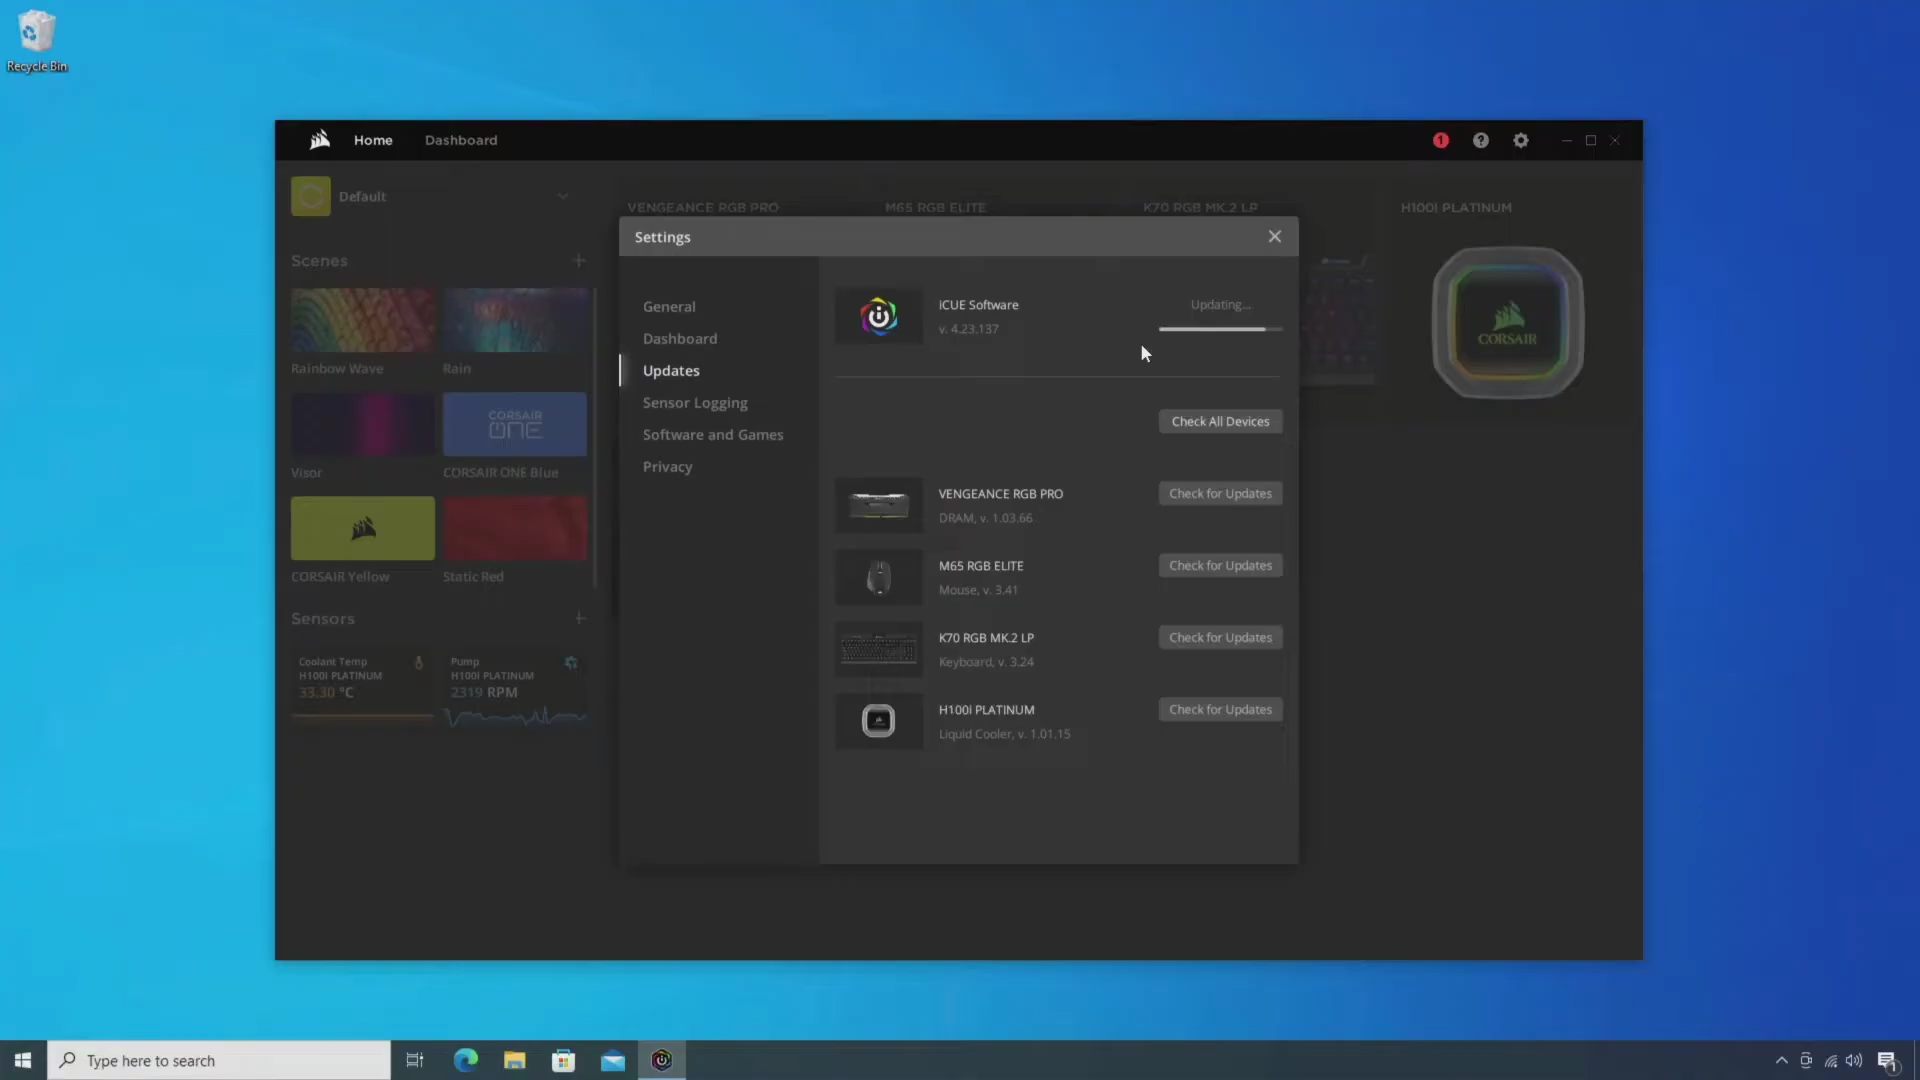 Recycle Bin
Home
Dashboard
1
Default
VENGEANCE RGB PRO
M65 RGB ELITE
K70 RGB MK.2 LP
H100I PLATINUM
CORSAIR
Scenes
Rainbow Wave
Rain
CORSAIR
ONE
Visor
CORSAIR ONE Blue
CORSAIR Yellow
Static Red
Sensors
Coolant Temp
H100I PLATINUM
33.30 °C
Pump
H100I PLATINUM
2319 RPM
Settings
General
Dashboard
Updates
Sensor Logging
Software and Games
Privacy
iCUE Software
v. 4.23.137
Updating...
Check All Devices
VENGEANCE RGB PRO
DRAM, v. 1.03.66
Check for Updates
M65 RGB ELITE
Mouse, v. 3.41
Check for Updates
K70 RGB MK.2 LP
Keyboard, v. 3.24
Check for Updates
H100I PLATINUM
Liquid Cooler, v. 1.01.15
Check for Updates
Type here to search
1